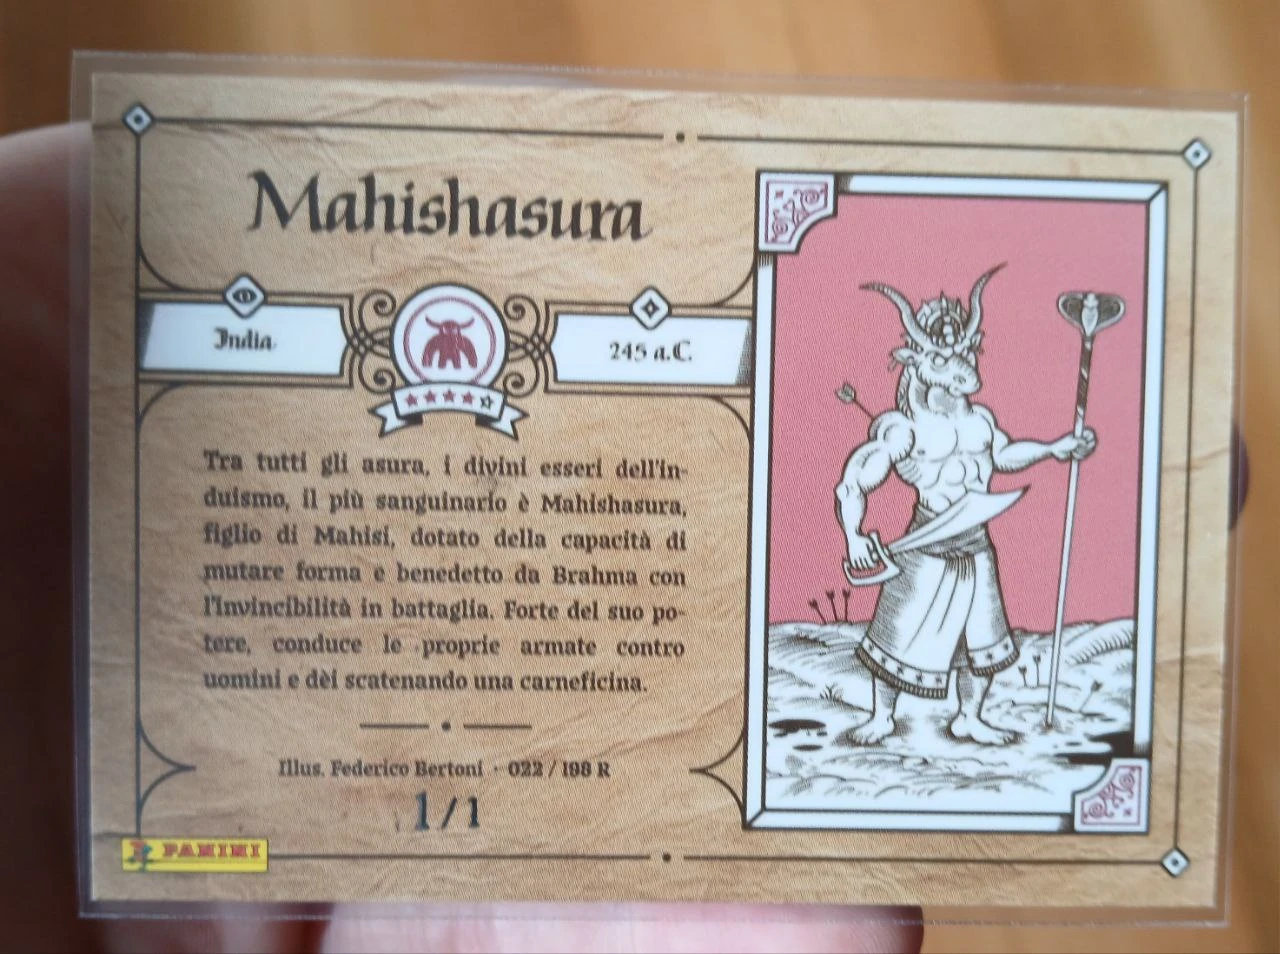 Mahishasura
India
245 a.C.
Tra tutti gli asura, i divini esseri dell'in-
duismo, il più sanguinario è Mahishasura,
figlio di Mahisi, dotato della capacità di
mutare forma e benedetto da Brahma con
l'invincibilità in battaglia. Forte del suo po-
tere, conduce le proprie armate contro
uomini e dèi scatenando una carneficina.
Illus. Federico Bertoni · 022 / 198 R
1/1
PANINI